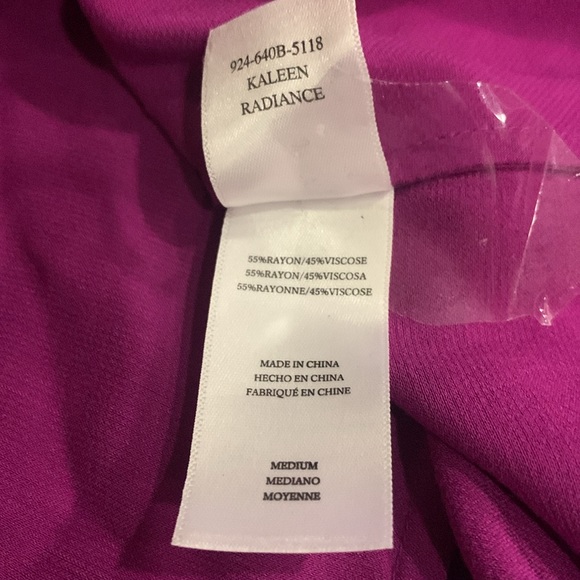 924-640B-5118
KALEEN
RADIANCE
55%RAYON/45%VISCOSE
55%RAYON/45%VISCOSA
55%RAYONNE/45%VISCOSE
MADE IN CHINA
HECHO EN CHINA
FABRIQUÉ EN CHINE
MEDIUM
MEDIANO
MOYENNE